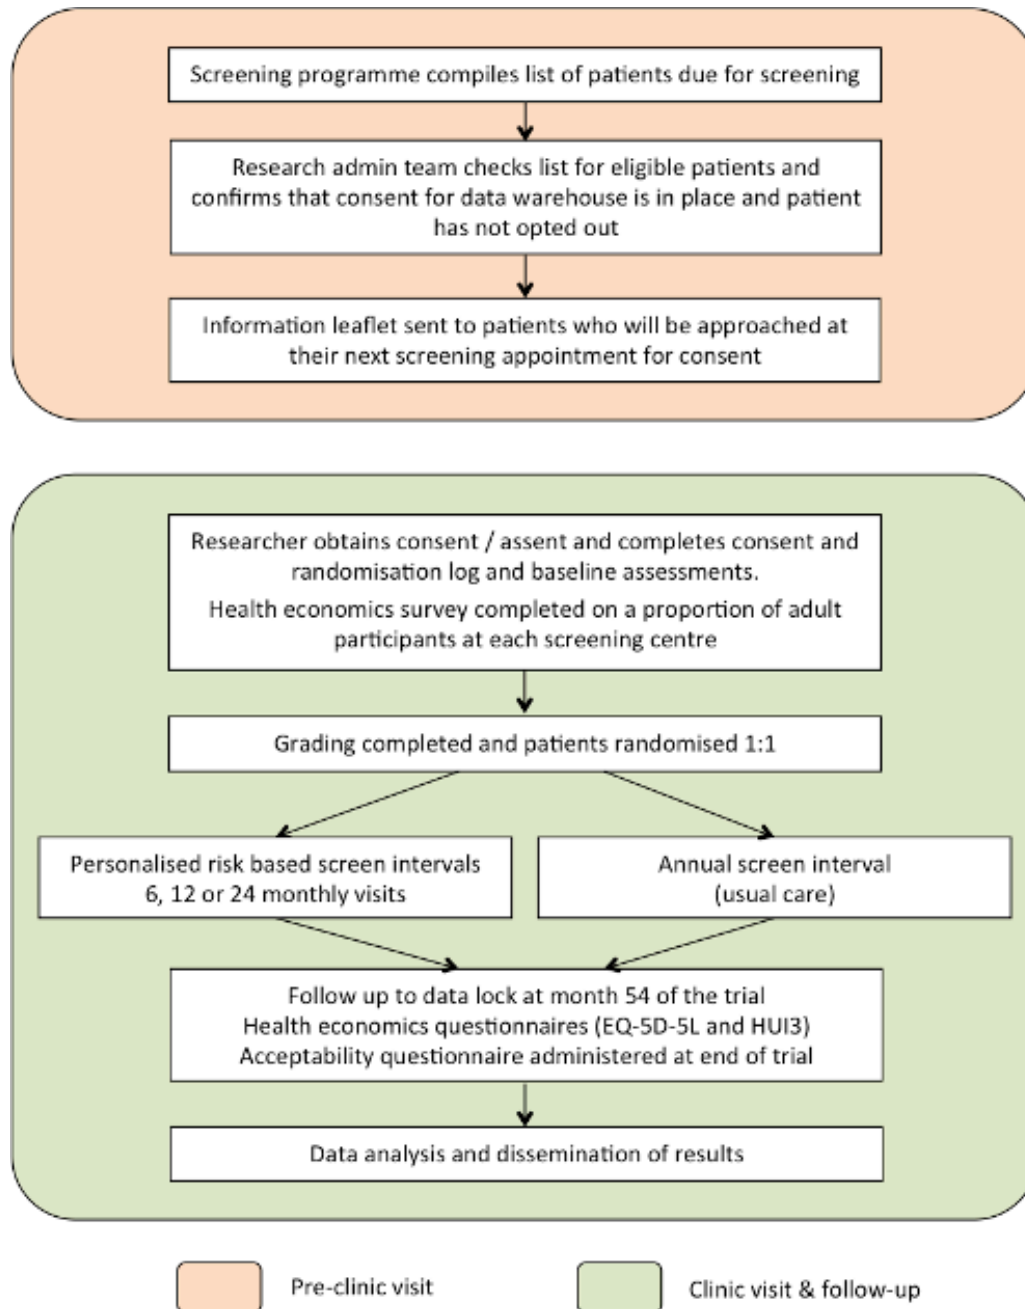 Screening programme compiles list of patients due for screening
Research admin team checks list for eligible patients and
confirms that consent for data warehouse is in place and patient
has not opted out
Information leaflet sent to patients who will be approached at
their next screening appointment for consent
Researcher obtains consent / assent and completes consent and
randomisation log and baseline assessments.
Health economics survey completed on a proportion of adult
participants at each screening centre
Grading completed and patients randomised 1:1
Personalised risk based screen intervals
6, 12 or 24 monthly visits
Annual screen interval
(usual care)
Follow up to data lock at month 54 of the trial
Health economics questionnaires (EQ-5D-5L and HUI3)
Acceptability questionnaire administered at end of trial
Data analysis and dissemination of results
Pre-clinic visit
Clinic visit & follow-up